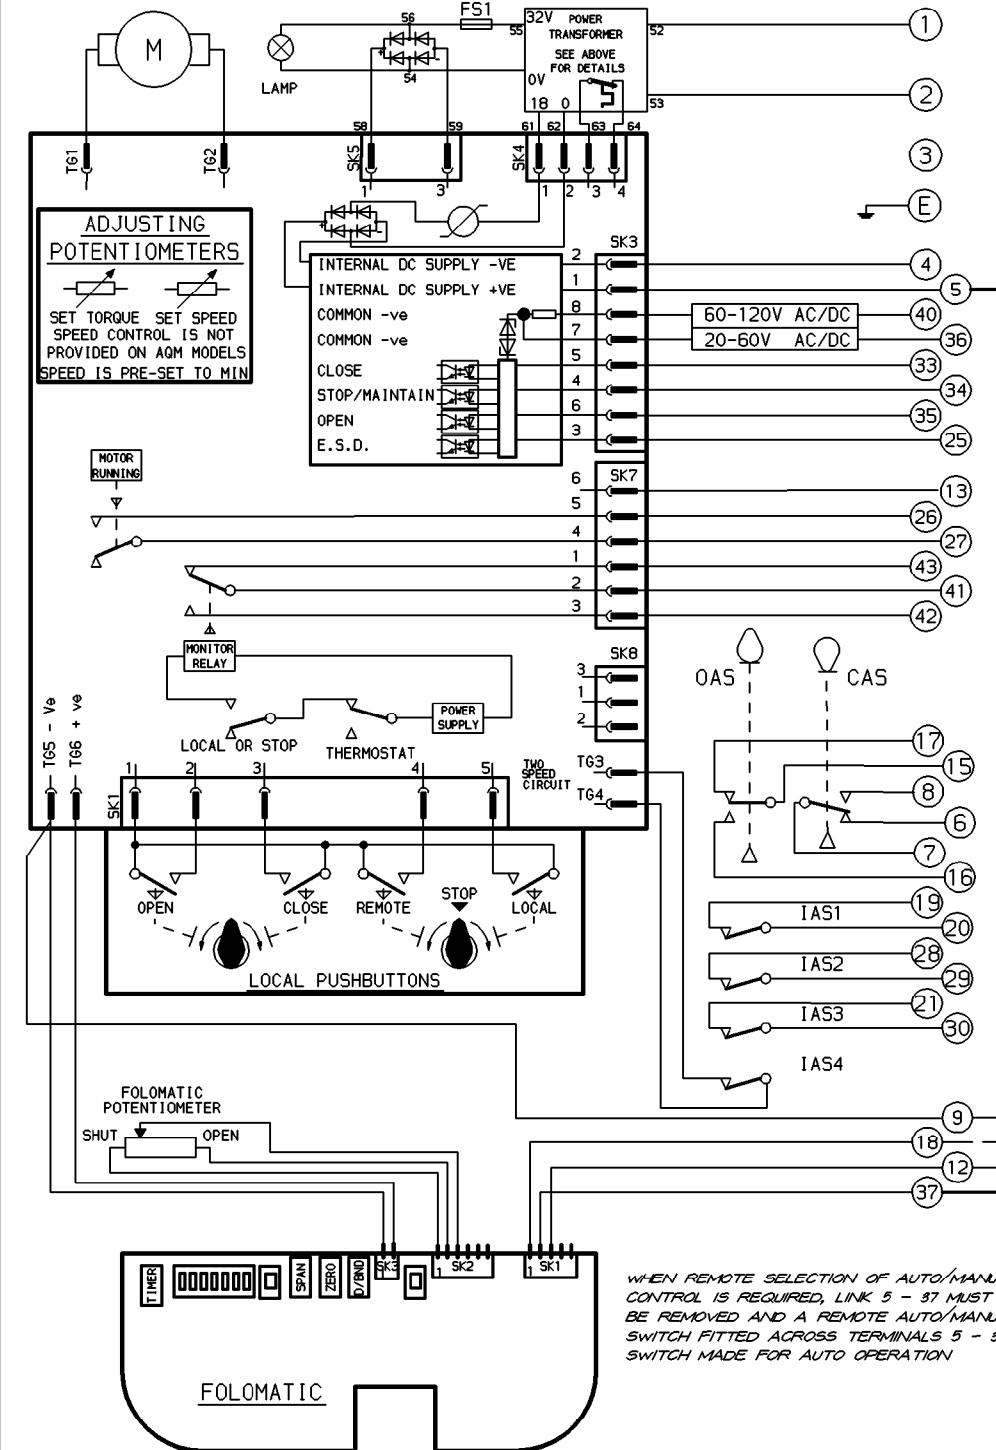 M
TG1
TG2
LAMP
56
54
FS1
55
32V POWER TRANSFORMER
SEE ABOVE
FOR DETAILS
0V
18 0
52
53
1
2
3
E
58
59
SK5
1
3
61
62
63
64
SK4
1
2
3
4
ADJUSTING
POTENTIOMETERS
SET TORQUE SET SPEED
SPEED CONTROL IS NOT
PROVIDED ON AQM MODELS
SPEED IS PRE-SET TO MIN
SK3
INTERNAL DC SUPPLY -VE 2 4
INTERNAL DC SUPPLY +VE 1 5
COMMON -ve 8 60-120V AC/DC 40
COMMON -ve 7 20-60V AC/DC 36
CLOSE 5 33
STOP/MAINTAIN 4 34
OPEN 6 35
E.S.D. 3 25
MOTOR
RUNNING
SK7
6 13
5 26
4 27
1 43
2 41
3 42
MONITOR
RELAY
SK8
3
1
2
POWER
SUPPLY
LOCAL OR STOP
THERMOSTAT
TG5 - Ve
TG6 + ve
TWO
SPEED
CIRCUIT
TG3
TG4
OAS
CAS
17
15
8
6
7
16
SK1
1
2
3
4
5
OPEN
CLOSE
REMOTE
STOP
LOCAL
LOCAL PUSHBUTTONS
IAS1
19
20
IAS2
28
29
IAS3
21
30
IAS4
9
18
12
37
FOLOMATIC
POTENTIOMETER
SHUT
OPEN
TIMER
SPAN
ZERO
D/BND
SK3
1 SK2
1 SK1
FOLOMATIC
WHEN REMOTE SELECTION OF AUTO/MANU
CONTROL IS REQUIRED, LINK 5 - 37 MUST
BE REMOVED AND A REMOTE AUTO/MANU
SWITCH FITTED ACROSS TERMINALS 5 - 3
SWITCH MADE FOR AUTO OPERATION